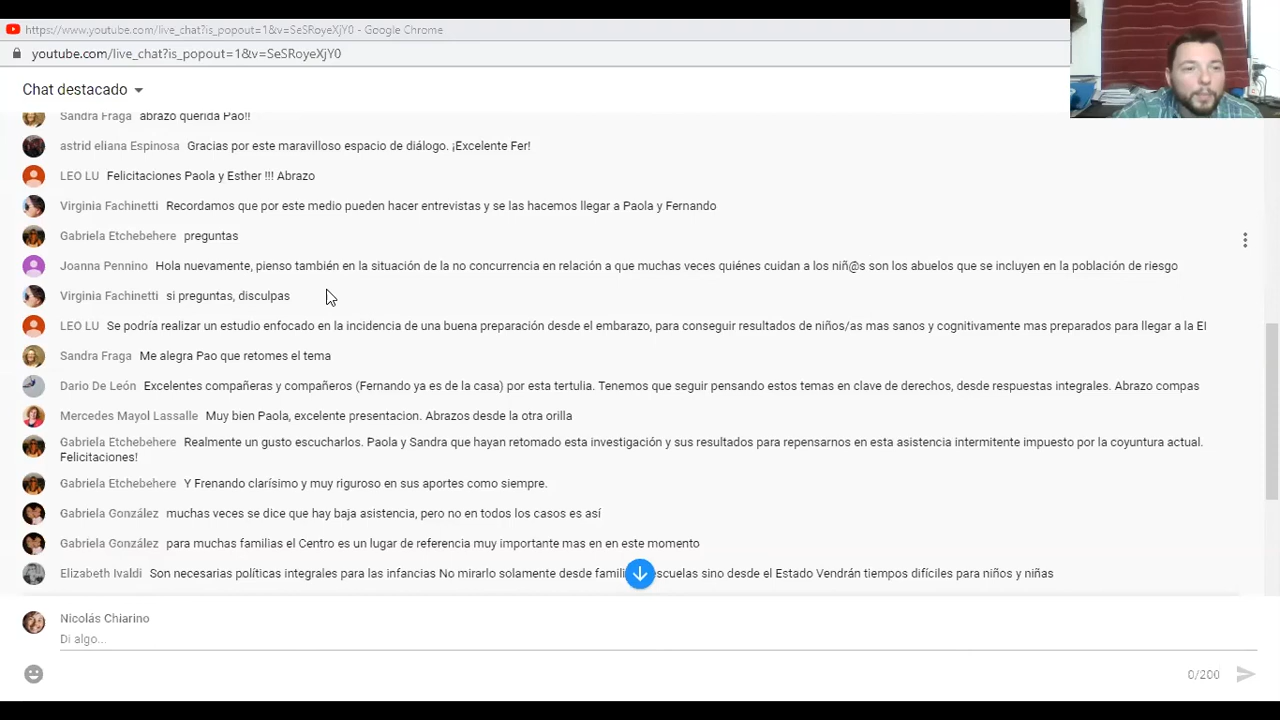 https://www.youtube.com/live_chat?is_popout=1&v=SeSRoyeXjY0 - Google Chrome
youtube.com/live_chat?is_popout=1&v=SeSRoyeXjY0
Chat destacado
Sandra Fraga abrazo querida Pao!!
astrid eliana Espinosa Gracias por este maravilloso espacio de diálogo. ¡Excelente Fer!
LEO LU Felicitaciones Paola y Esther !!! Abrazo
Virginia Fachinetti Recordamos que por este medio pueden hacer entrevistas y se las hacemos llegar a Paola y Fernando
Gabriela Etchebehere preguntas
Joanna Pennino Hola nuevamente, pienso también en la situación de la no concurrencia en relación a que muchas veces quiénes cuidan a los niñ@s son los abuelos que se incluyen en la población de riesgo
Virginia Fachinetti si preguntas, disculpas
LEO LU Se podría realizar un estudio enfocado en la incidencia de una buena preparación desde el embarazo, para conseguir resultados de niños/as mas sanos y cognitivamente mas preparados para llegar a la EI
Sandra Fraga Me alegra Pao que retomes el tema
Dario De León Excelentes compañeras y compañeros (Fernando ya es de la casa) por esta tertulia. Tenemos que seguir pensando estos temas en clave de derechos, desde respuestas integrales. Abrazo compas
Mercedes Mayol Lassalle Muy bien Paola, excelente presentacion. Abrazos desde la otra orilla
Gabriela Etchebehere Realmente un gusto escucharlos. Paola y Sandra que hayan retomado esta investigación y sus resultados para repensarnos en esta asistencia intermitente impuesto por la coyuntura actual.
Felicitaciones!
Gabriela Etchebehere Y Frenando clarísimo y muy riguroso en sus aportes como siempre.
Gabriela González muchas veces se dice que hay baja asistencia, pero no en todos los casos es así
Gabriela González para muchas familias el Centro es un lugar de referencia muy importante mas en en este momento
Elizabeth Ivaldi Son necesarias políticas integrales para las infancias No mirarlo solamente desde sino desde el Estado Vendrán tiempos difíciles para niños y niñas
Nicolás Chiarino
Di algo...
0/200